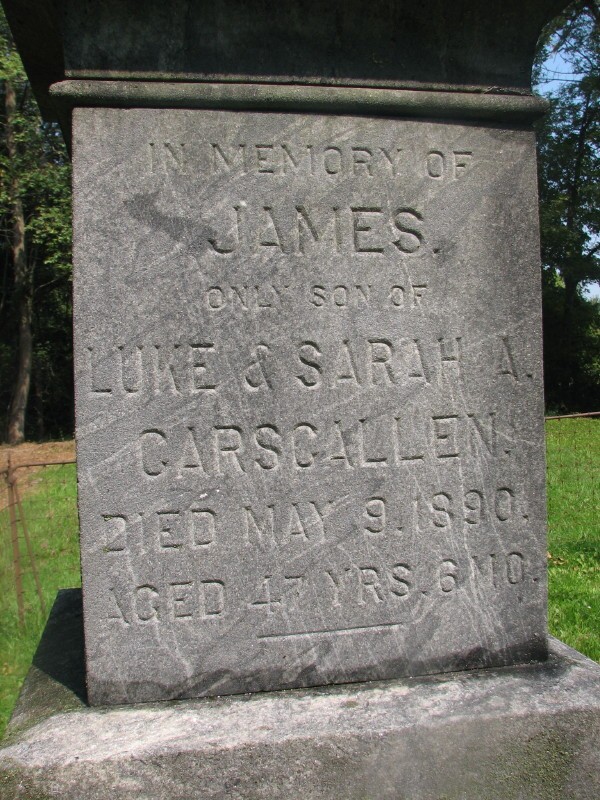 IN MEMORY OF
JAMES.
ONLY SON OF
LUKE & SARAH A.
CARSCALLEN.
DIED MAY 9. 1890.
AGED 47 YRS. 6 MO.